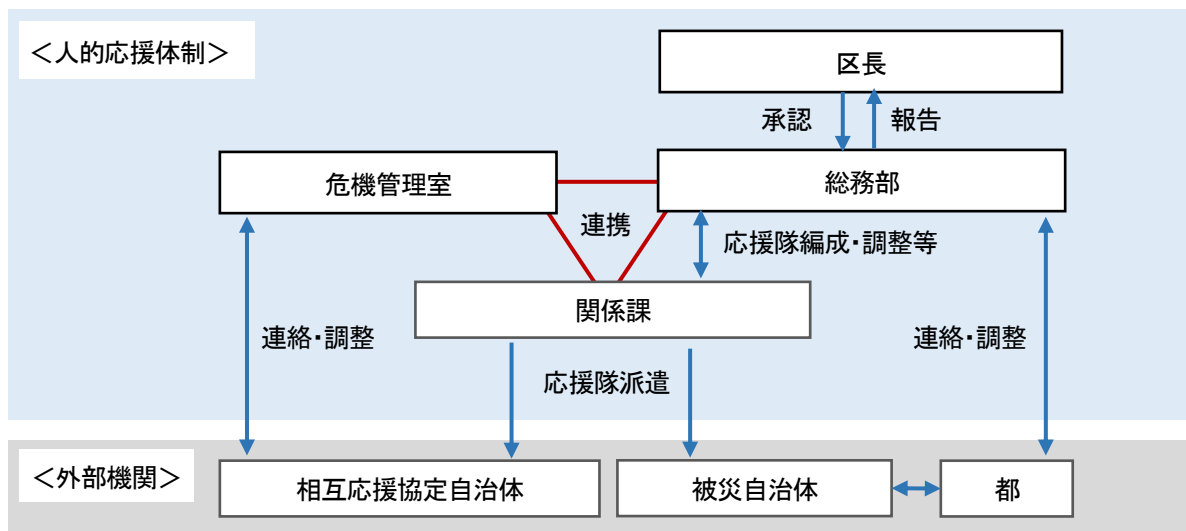 ＜人的応援体制＞
区長
承認
報告
危機管理室
総務部
連携
応援隊編成・調整等
関係課
連絡・調整
連絡・調整
応援隊派遣
＜外部機関＞
相互応援協定自治体
被災自治体
都